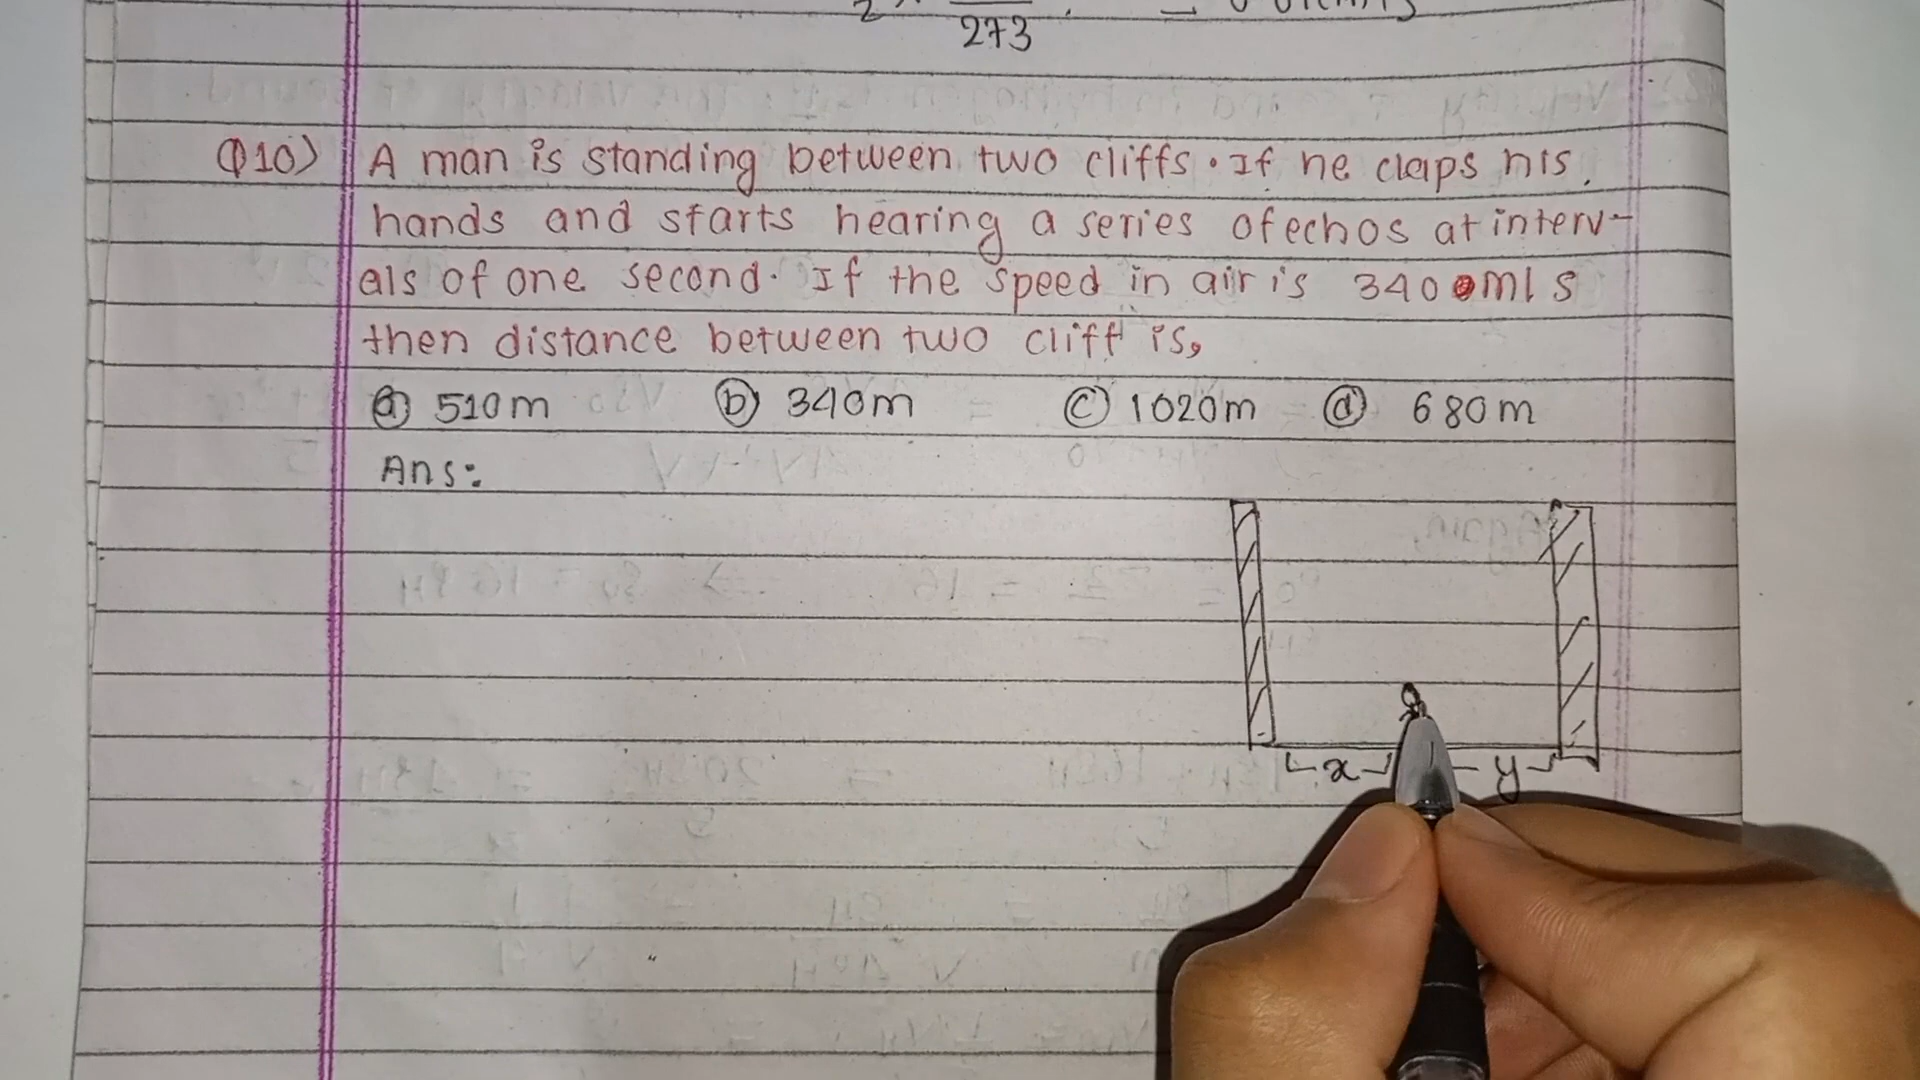 273
Q10) A man is standing between two cliffs. If he claps his
hands and starts hearing a series of echos at interv-
als of one second. If the speed in air is 340 m/s
then distance between two cliff is,
(a) 510m (b) 340m (c) 1020m (d) 680m
Ans:
x y